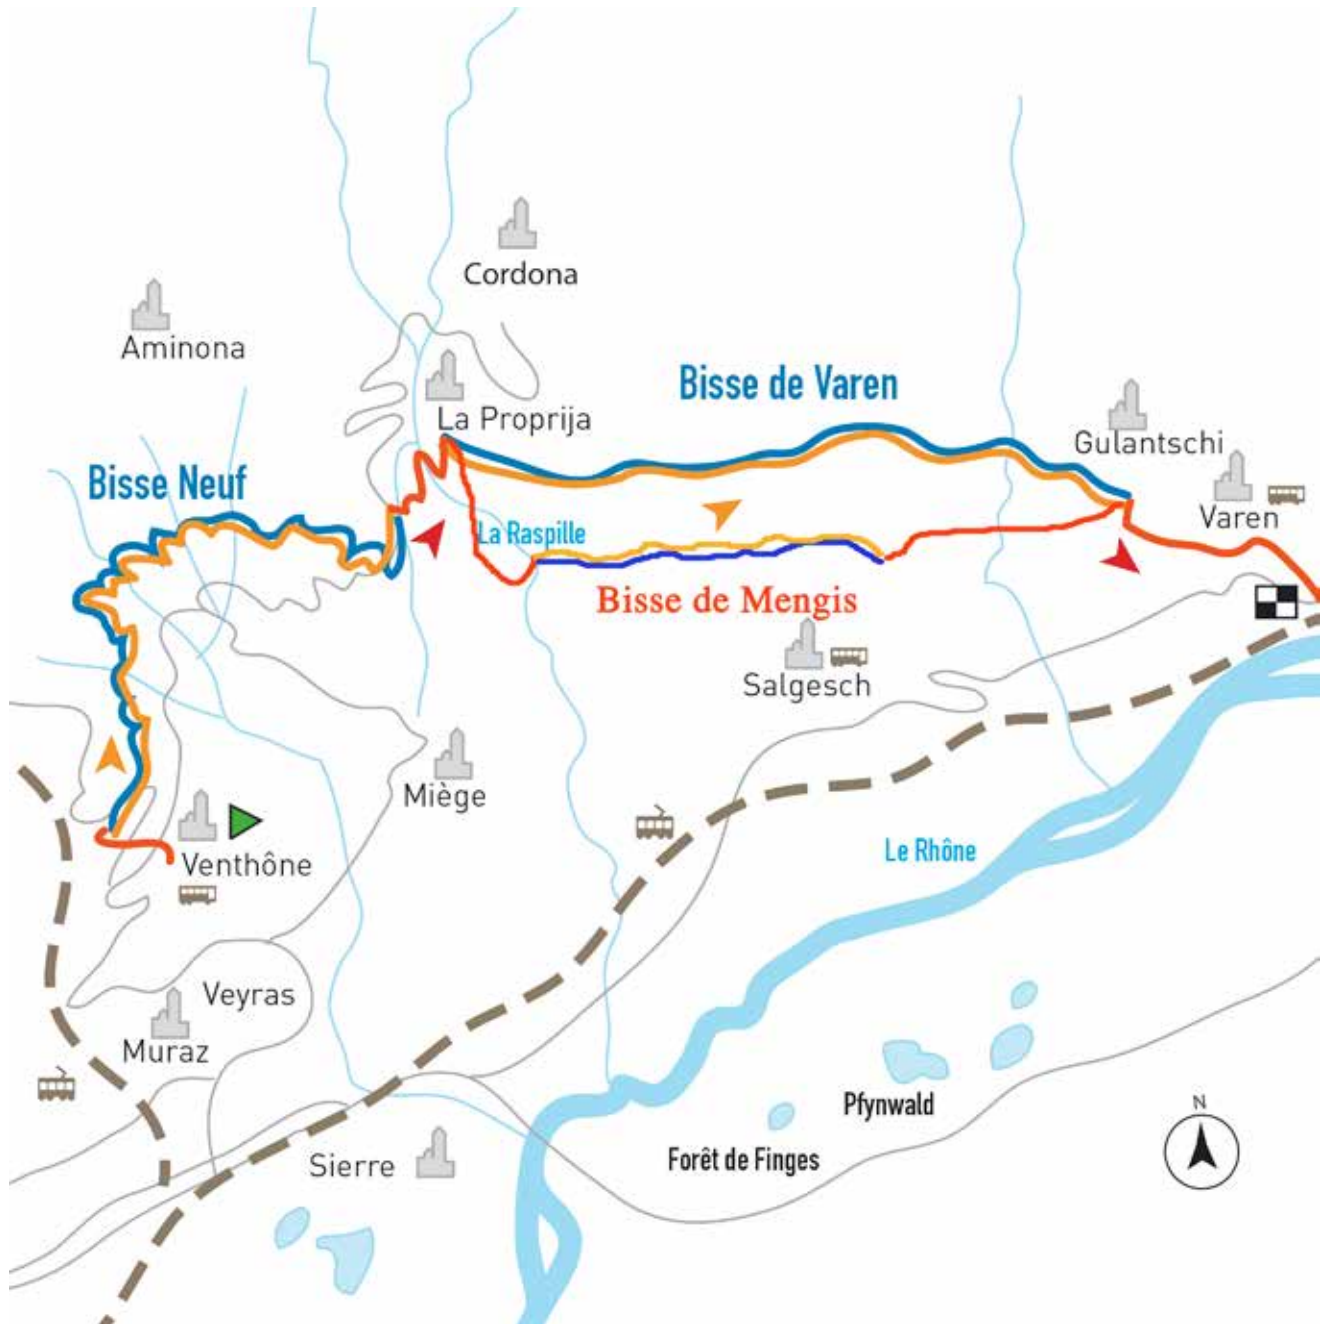 Cordona
Aminona
Bisse de Varen
La Proprija
Gulantschi
Bisse Neuf
Varen
La Raspille
Bisse de Mengis
Salgesch
Miège
Le Rhône
Venthône
Veyras
Muraz
Pfynwald
N
Forêt de Finges
Sierre